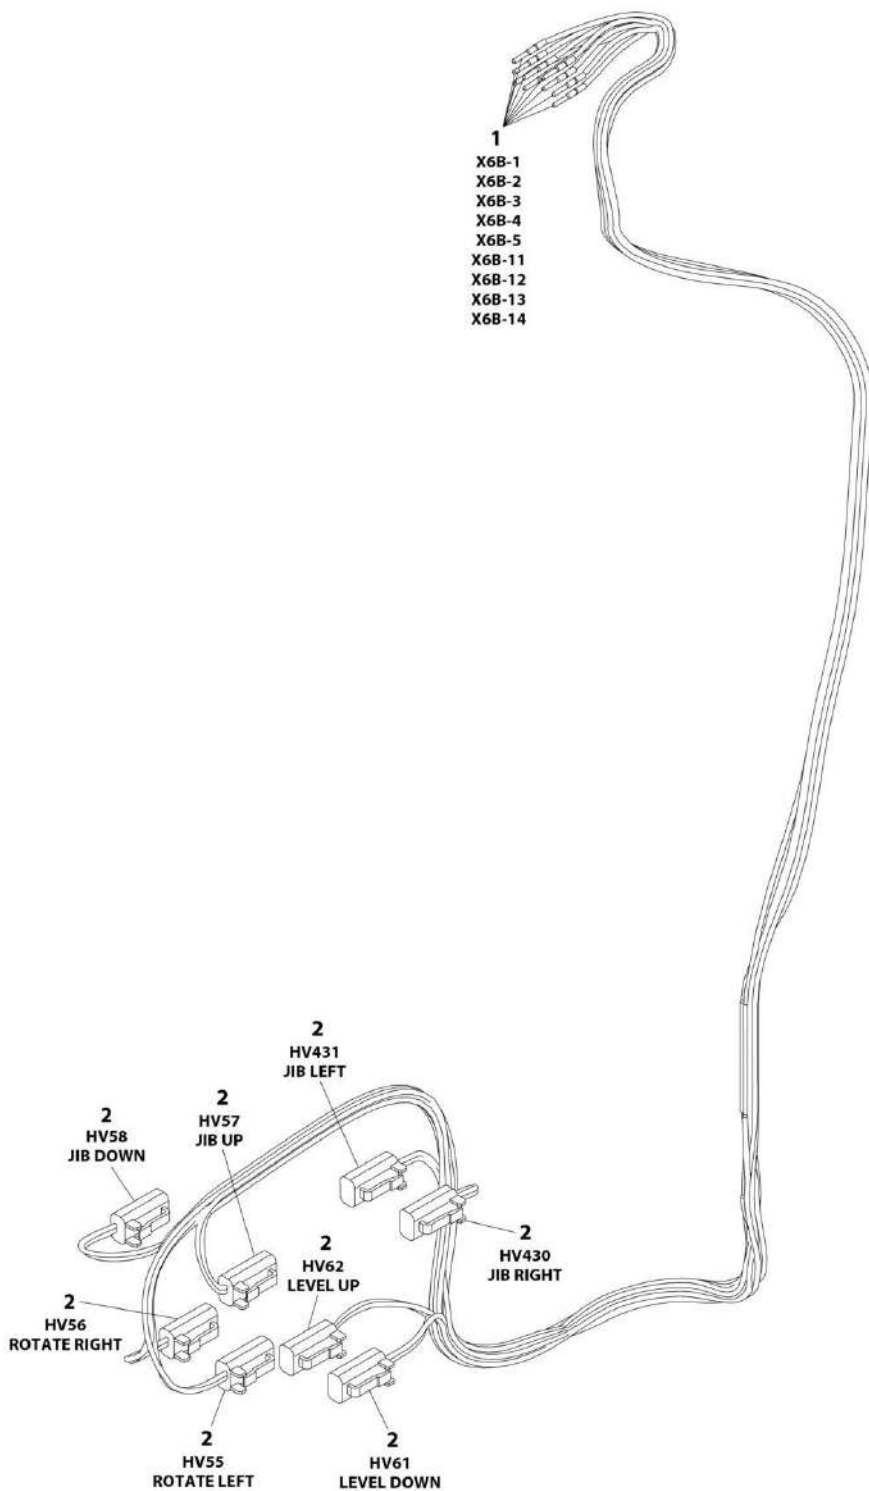 1
X6B-1
X6B-2
X6B-3
X6B-4
X6B-5
X6B-11
X6B-12
X6B-13
X6B-14
2
HV431
JIB LEFT
2
HV57
JIB UP
2
HV58
JIB DOWN
2
HV430
JIB RIGHT
2
HV62
LEVEL UP
2
HV56
ROTATE RIGHT
2
HV55
ROTATE LEFT
2
HV61
LEVEL DOWN